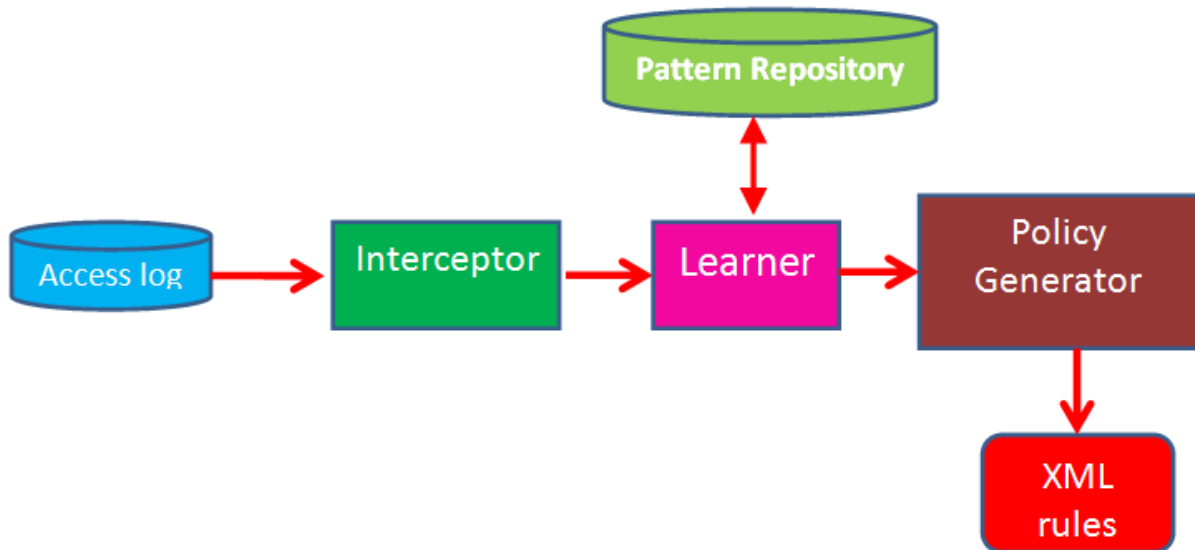 Pattern Repository
Access log
Interceptor
Learner
Policy
Generator
XML
rules